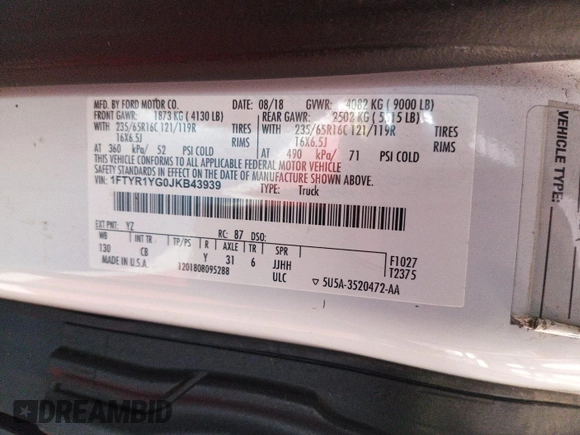 MFD. BY FORD MOTOR CO. DATE: 08/18 GVWR: 4082 KG ( 9000 LB)
FRONT GAWR: 1873 KG ( 4130 LB) REAR GAWR: 2502 KG ( 5515 LB)
WITH 235/65R16C 121/119R TIRES WITH 235/65R16C 121/119R TIRES
16X6.5J RIMS 16X6.5J RIMS
AT 360 kPa/ 52 PSI COLD AT 490 kPa/ 71 PSI COLD
THIS VEHICLE CONFORMS TO ALL APPLICABLE FEDERAL MOTOR VEHICLE
SAFETY STANDARDS IN EFFECT ON THE DATE OF MANUFACTURE SHOWN ABOVE.
VIN: 1FTYR1YG0JKB43939 TYPE: Truck
EXT PNT: YZ RC: 87 DSO:
WB INT TR TP/PS R AXLE TR SPR
130 CB Y 31 6 JJHH
F1027
T2375
MADE IN U.S.A. 1201808095288 ULC ▽ 5U5A-3520472-AA
VEHICLE TYPE:
DREAMBID